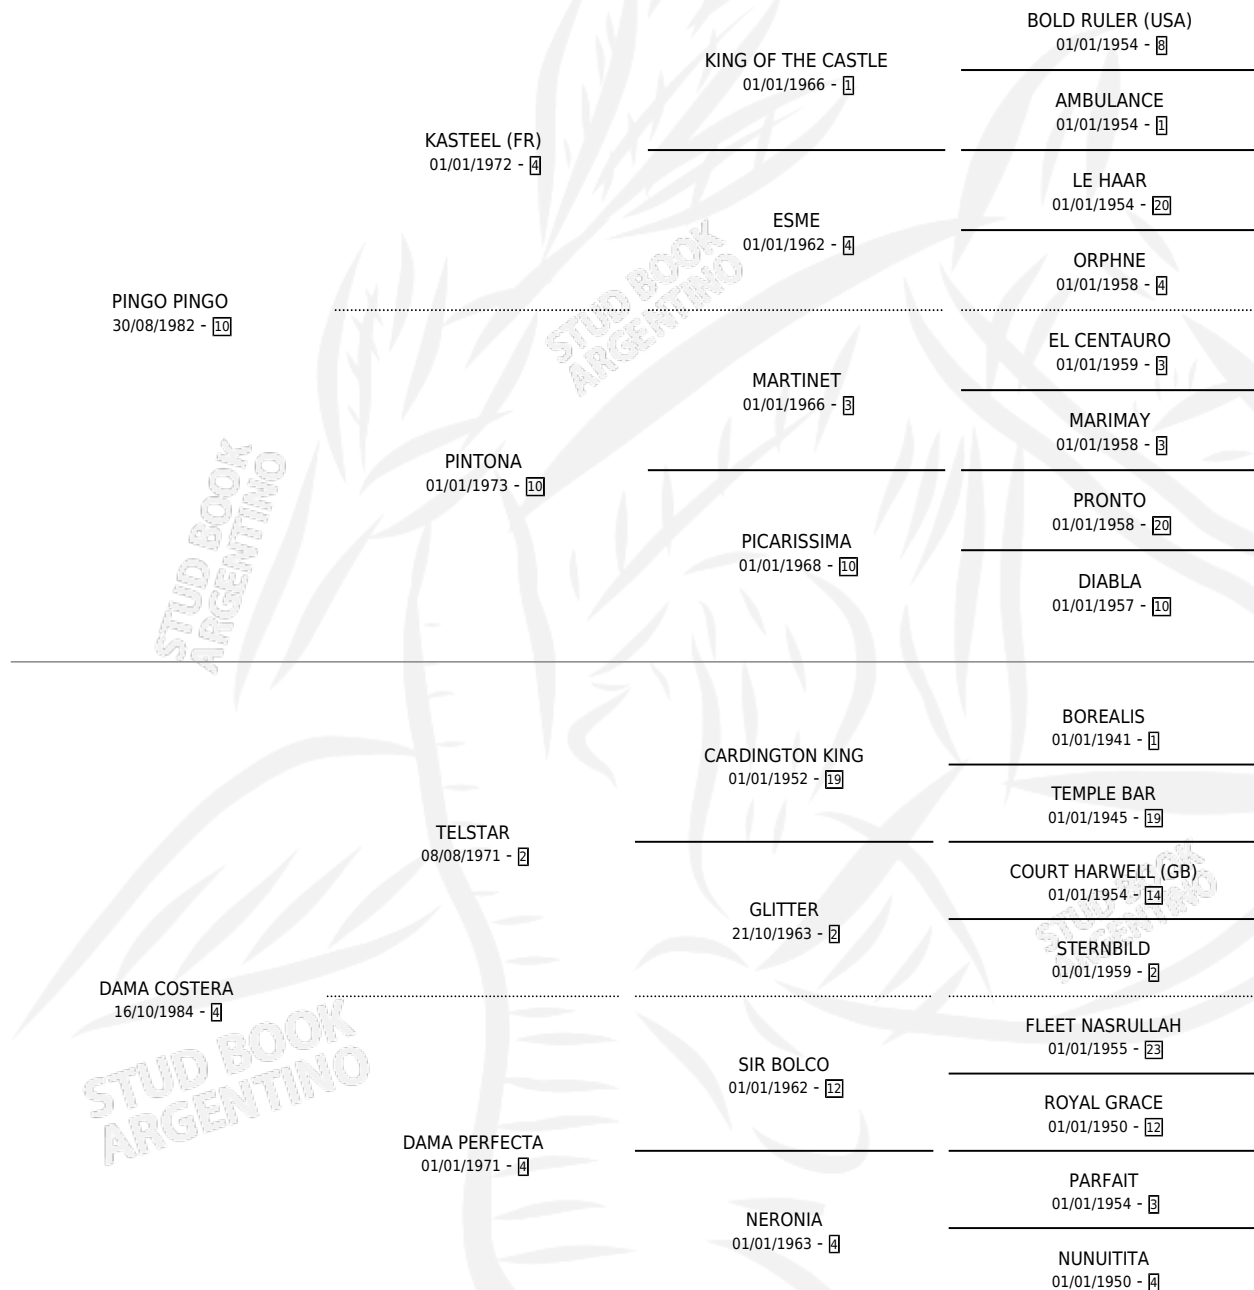 BOLD RULER (USA)
01/01/1954 - 8
KING OF THE CASTLE
01/01/1966 - 1
AMBULANCE
01/01/1954 - 1
KASTEEL (FR)
01/01/1972 - 4
LE HAAR
01/01/1954 - 20
ESME
01/01/1962 - 4
ORPHNE
01/01/1958 - 4
PINGO PINGO
30/08/1982 - 10
EL CENTAURO
01/01/1959 - 3
MARTINET
01/01/1966 - 3
MARIMAY
01/01/1958 - 3
PINTONA
01/01/1973 - 10
PRONTO
01/01/1958 - 20
PICARISSIMA
01/01/1968 - 10
DIABLA
01/01/1957 - 10
BOREALIS
01/01/1941 - 1
CARDINGTON KING
01/01/1952 - 19
TEMPLE BAR
01/01/1945 - 19
TELSTAR
08/08/1971 - 2
COURT HARWELL (GB)
01/01/1954 - 14
GLITTER
21/10/1963 - 2
STERNBILD
01/01/1959 - 2
DAMA COSTERA
16/10/1984 - 4
FLEET NASRULLAH
01/01/1955 - 23
SIR BOLCO
01/01/1962 - 12
ROYAL GRACE
01/01/1950 - 12
DAMA PERFECTA
01/01/1971 - 4
PARFAIT
01/01/1954 - 3
NERONIA
01/01/1963 - 4
NUNUITITA
01/01/1950 - 4
STUD BOOK
ARGENTINO
STUD BOOK
ARGENTINO
STUD BOOK
ARGENTINO
STUD BOOK
ARGENTINO